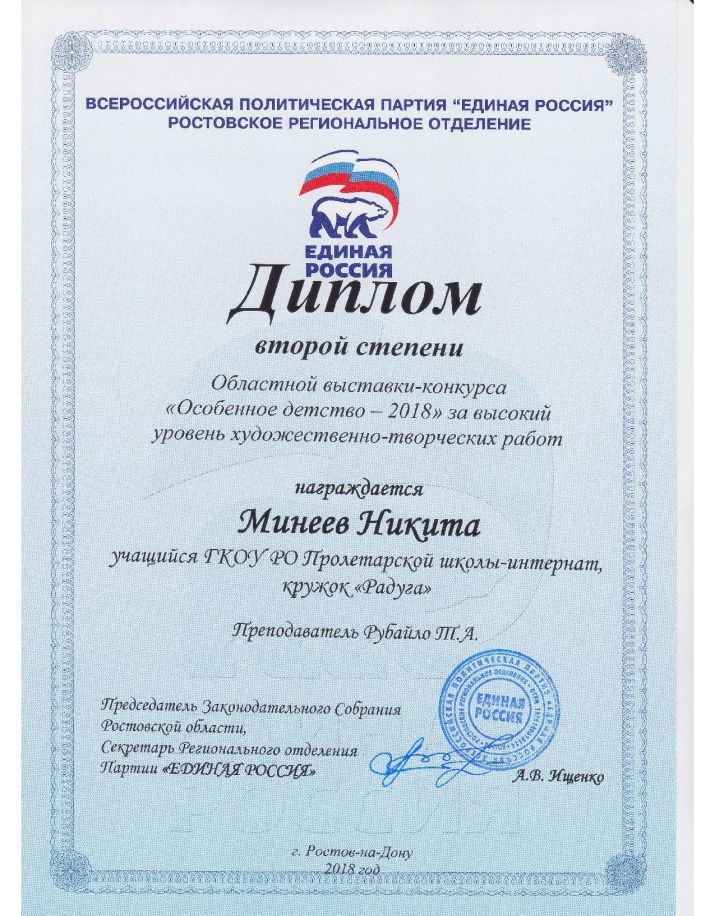 ВСЕРОССИЙСКАЯ ПОЛИТИЧЕСКАЯ ПАРТИЯ "ЕДИНАЯ РОССИЯ"
РОСТОВСКОЕ РЕГИОНАЛЬНОЕ ОТДЕЛЕНИЕ
ЕДИНАЯ
РОССИЯ
Диплом
второй степени
Областной выставки-конкурса
«Особенное детство – 2018» за высокий
уровень художественно-творческих работ
награждается
Минеев Никита
учащийся ГКОУ РО Пролетарской школы-интернат,
кружок «Радуга»
Преподаватель Рубайло Т.А.
Председатель Законодательного Собрания
Ростовской области,
Секретарь Регионального отделения
Партии «ЕДИНАЯ РОССИЯ»
А.В. Ищенко
ЕДИНАЯ
РОССИЯ
г. Ростов-на-Дону
2018 год